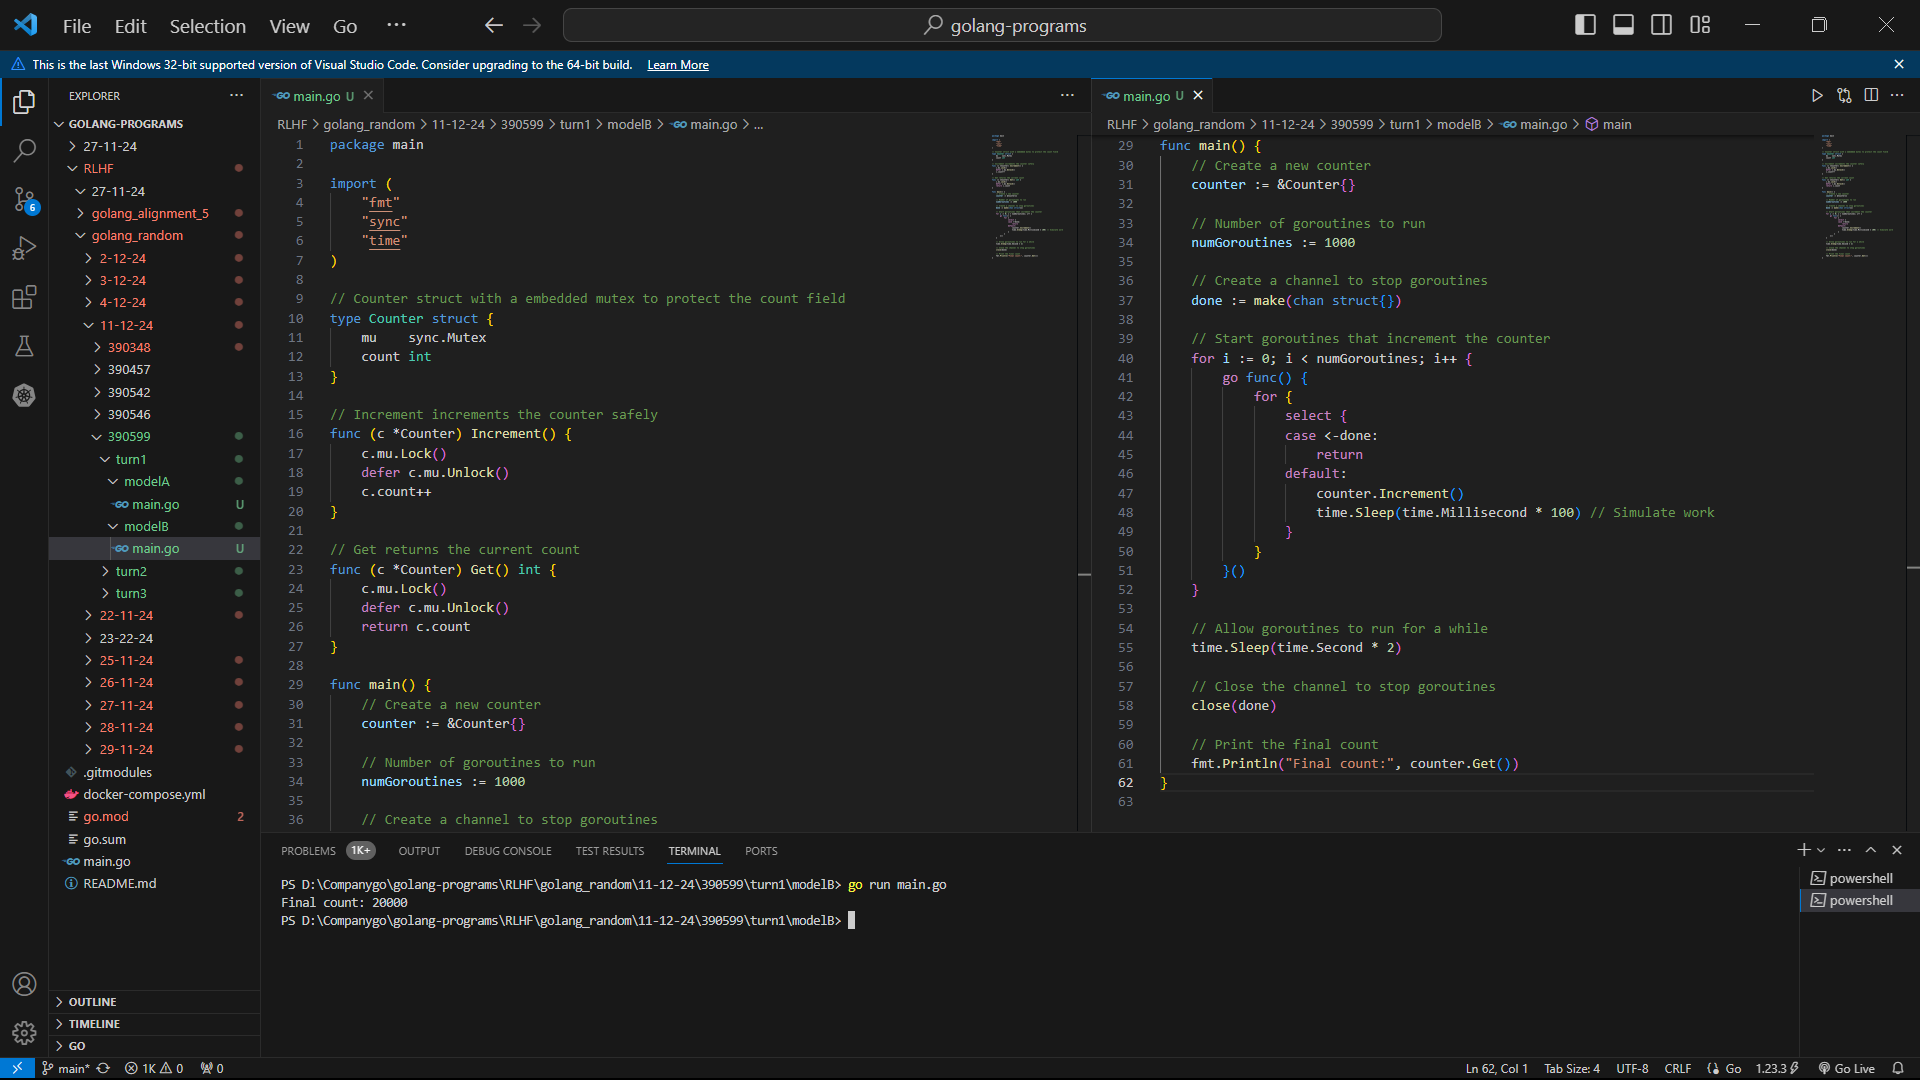 File Edit Selection View Go ··· golang-programs
This is the last Windows 32-bit supported version of Visual Studio Code. Consider upgrading to the 64-bit build. Learn More
EXPLORER
GOLANG-PROGRAMS
27-11-24
RLHF
27-11-24
golang_alignment_5
golang_random
2-12-24
3-12-24
4-12-24
11-12-24
390348
390457
390542
390546
390599
turn1
modelA
main.go U
modelB
main.go U
turn2
turn3
22-11-24
23-22-24
25-11-24
26-11-24
27-11-24
28-11-24
29-11-24
.gitmodules
docker-compose.yml
go.mod 2
go.sum
main.go
README.md
OUTLINE
TIMELINE
GO
6
main.go U
RLHF > golang_random > 11-12-24 > 390599 > turn1 > modelB > main.go > ...
1 package main
2
3 import (
4 "fmt"
5 "sync"
6 "time"
7 )
8
9 // Counter struct with a embedded mutex to protect the count field
10 type Counter struct {
11 mu    sync.Mutex
12 count int
13 }
14
15 // Increment increments the counter safely
16 func (c *Counter) Increment() {
17 c.mu.Lock()
18 defer c.mu.Unlock()
19 c.count++
20 }
21
22 // Get returns the current count
23 func (c *Counter) Get() int {
24 c.mu.Lock()
25 defer c.mu.Unlock()
26 return c.count
27 }
28
29 func main() {
30 // Create a new counter
31 counter := &Counter{}
32
33 // Number of goroutines to run
34 numGoroutines := 1000
35
36 // Create a channel to stop goroutines
main.go U
RLHF > golang_random > 11-12-24 > 390599 > turn1 > modelB > main.go > main
29 func main() {
30 // Create a new counter
31 counter := &Counter{}
32
33 // Number of goroutines to run
34 numGoroutines := 1000
35
36 // Create a channel to stop goroutines
37 done := make(chan struct{})
38
39 // Start goroutines that increment the counter
40 for i := 0; i < numGoroutines; i++ {
41 go func() {
42 for {
43 select {
44 case <-done:
45 return
46 default:
47 counter.Increment()
48 time.Sleep(time.Millisecond * 100) // Simulate work
49 }
50 }
51 }()
52 }
53
54 // Allow goroutines to run for a while
55 time.Sleep(time.Second * 2)
56
57 // Close the channel to stop goroutines
58 close(done)
59
60 // Print the final count
61 fmt.Println("Final count:", counter.Get())
62 }
63
PROBLEMS 1K+ OUTPUT DEBUG CONSOLE TEST RESULTS TERMINAL PORTS
PS D:\Companygo\golang-programs\RLHF\golang_random\11-12-24\390599\turn1\modelB> go run main.go
Final count: 20000
PS D:\Companygo\golang-programs\RLHF\golang_random\11-12-24\390599\turn1\modelB>
powershell
powershell
main* 1K 0 0 Ln 62, Col 1 Tab Size: 4 UTF-8 CRLF Go 1.23.3 Go Live